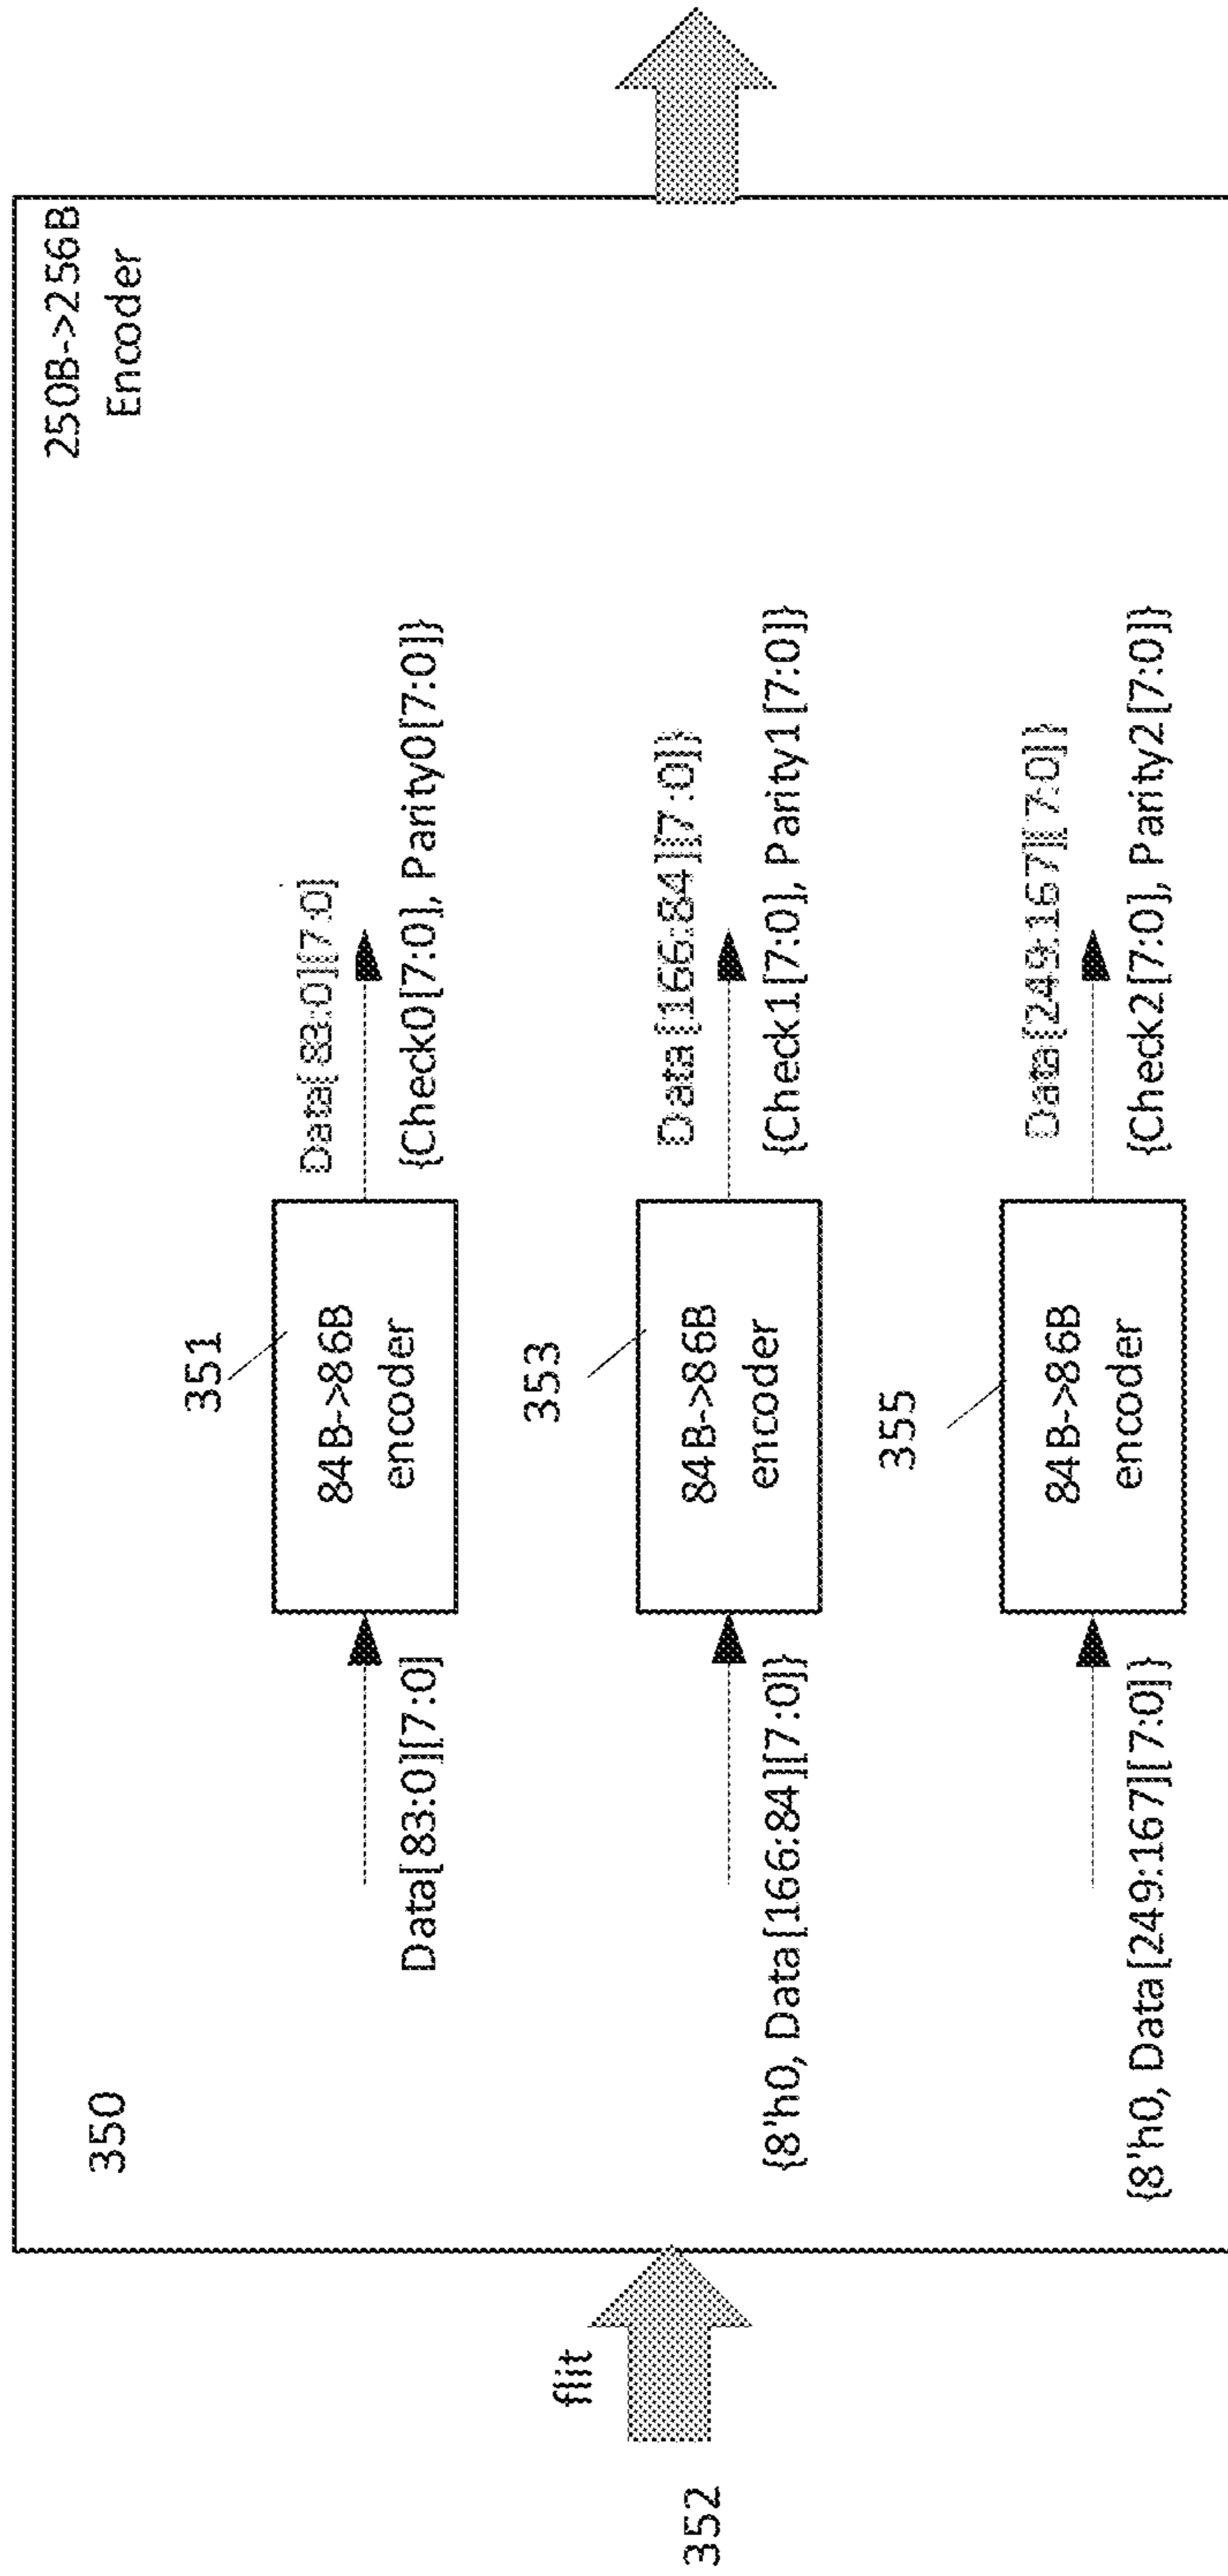 250B->256B
Encoder
350
351
84B->86B
encoder
Data[83:0][7:0]
Data[83:0][7:0]
{Check0[7:0], Parity0[7:0]}
flit
352
353
84B->86B
encoder
{8'h0, Data[166:84][7:0]}
Data[166:84][7:0]}
{Check1[7:0], Parity1[7:0]}
355
84B->86B
encoder
{8'h0, Data[249:167][7:0]}
Data[249:167][7:0]}
{Check2[7:0], Parity2[7:0]}